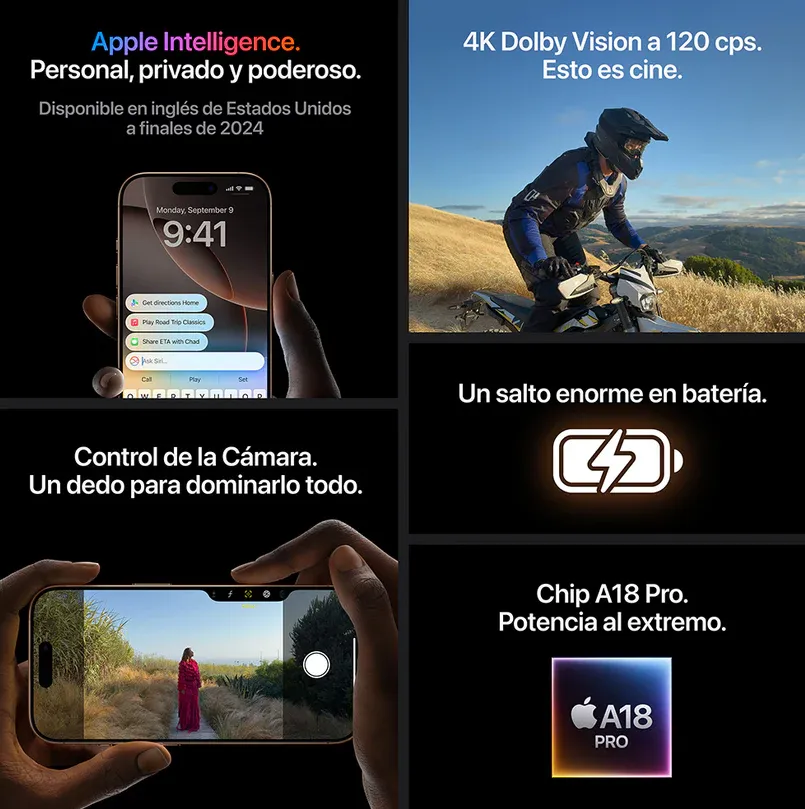 Apple Intelligence.
Personal, privado y poderoso.
Disponible en inglés de Estados Unidos
a finales de 2024
Monday, September 9
9:41
Get directions Home
Play Road Trip Classics
Share ETA with Chad
Ask Siri...
Call Play Set
Q W E R T Y U I O P
Control de la Cámara.
Un dedo para dominarlo todo.
4K Dolby Vision a 120 cps.
Esto es cine.
Un salto enorme en batería.
Chip A18 Pro.
Potencia al extremo.
A18
PRO